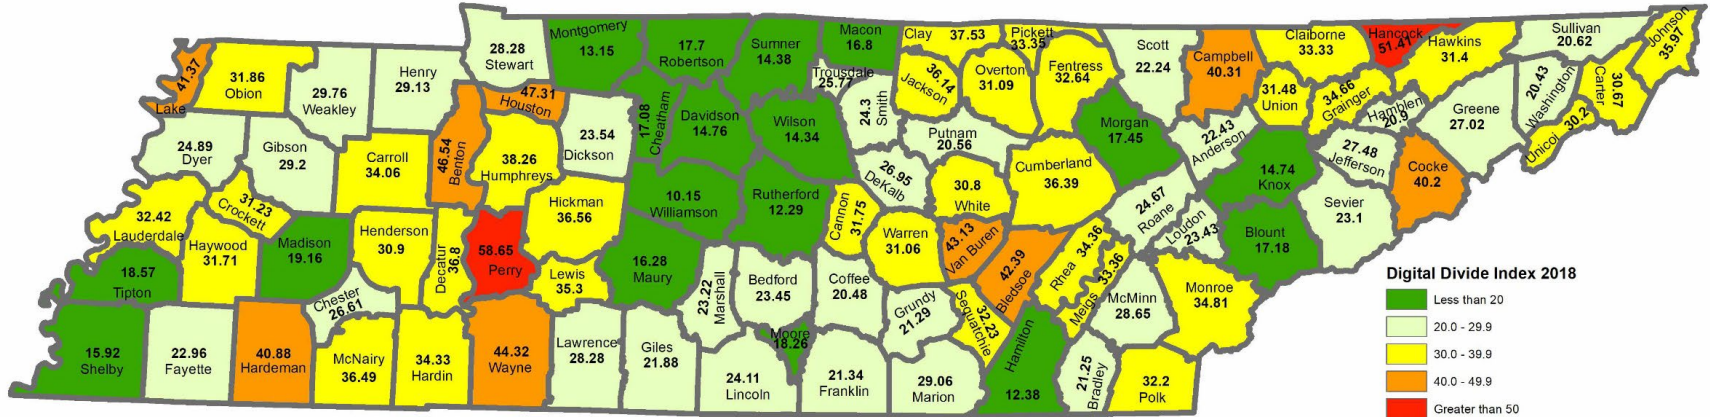 28.28
Stewart
Montgomery
13.15
17.7
Robertson
Sumner
14.38
Macon
16.8
Clay 37.53
Pickett
33.35
Scott
22.24
Campbell
40.31
Claiborne
33.33
Hancock
51.41
Hawkins
31.4
Sullivan
20.62
Johnson
35.97
41.37
Lake
31.86
Obion
29.76
Weakley
Henry
29.13
47.31
Houston
Trousdale
25.77
36.14
Jackson
Overton
31.09
Fentress
32.64
31.48
Union
34.66
Grainger
Hamblen
20.9
Greene
27.02
20.43
Washington
Carter
30.67
Unicoi 30.2
24.89
Dyer
Gibson
29.2
Carroll
34.06
46.54
Benton
38.26
Humphreys
23.54
Dickson
17.08
Cheatham
Davidson
14.76
Wilson
14.34
24.3
Smith
Putnam
20.56
Morgan
17.45
22.43
Anderson
14.74
Knox
27.48
Jefferson
Cocke
40.2
Sevier
23.1
32.42
Lauderdale
31.23
Crockett
Haywood
31.71
Madison
19.16
Henderson
30.9
Decatur
36.8
58.65
Perry
Hickman
36.56
10.15
Williamson
Rutherford
12.29
Cannon
31.75
26.95
DeKalb
30.8
White
Cumberland
36.39
24.67
Roane
Loudon
23.43
Blount
17.18
18.57
Tipton
Chester
26.61
Lewis
35.3
16.28
Maury
23.22
Marshall
Bedford
23.45
Coffee
20.48
Warren
31.06
43.13
Van Buren
42.39
Bledsoe
Rhea 34.36
Meigs 33.36
McMinn
28.65
Monroe
34.81
15.92
Shelby
22.96
Fayette
40.88
Hardeman
McNairy
36.49
34.33
Hardin
44.32
Wayne
Lawrence
28.28
Giles
21.88
24.11
Lincoln
Moore
18.26
21.34
Franklin
Grundy
21.29
Sequatchie
32.23
29.06
Marion
Hamilton
12.38
21.25
Bradley
32.2
Polk
Digital Divide Index 2018
Less than 20
20.0 - 29.9
30.0 - 39.9
40.0 - 49.9
Greater than 50